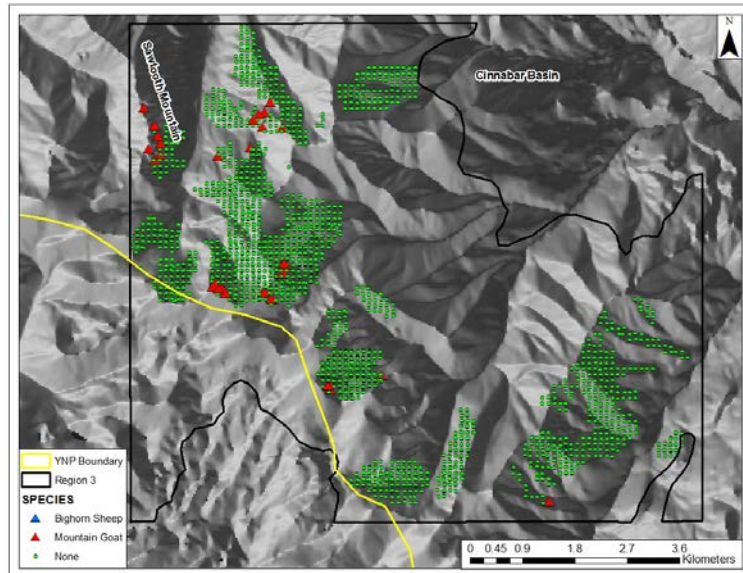 N
Sawtooth Mountain
Cinnabar Basin
YNP Boundary
Region 3
SPECIES
Bighorn Sheep
Mountain Goat
None
0 0.45 0.9 1.8 2.7 3.6
Kilometers